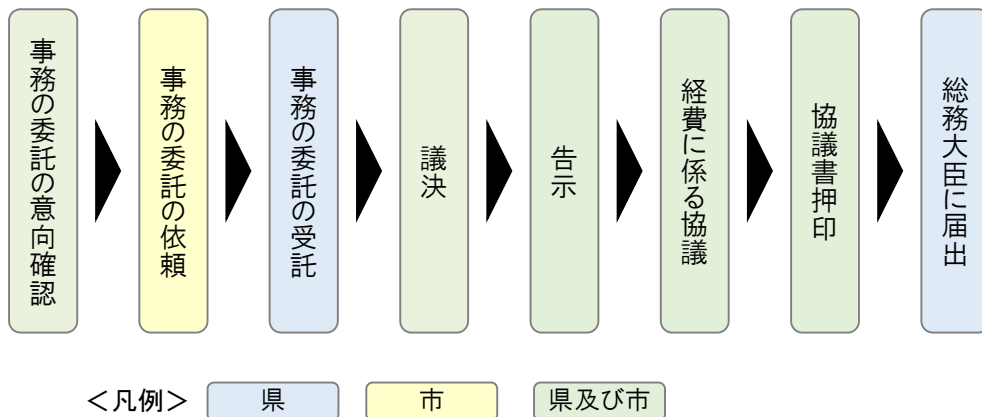 事務の委託の意向確認
事務の委託の依頼
事務の委託の受託
議決
告示
経費に係る協議
協議書押印
総務大臣に届出
＜凡例＞ 県 市 県及び市